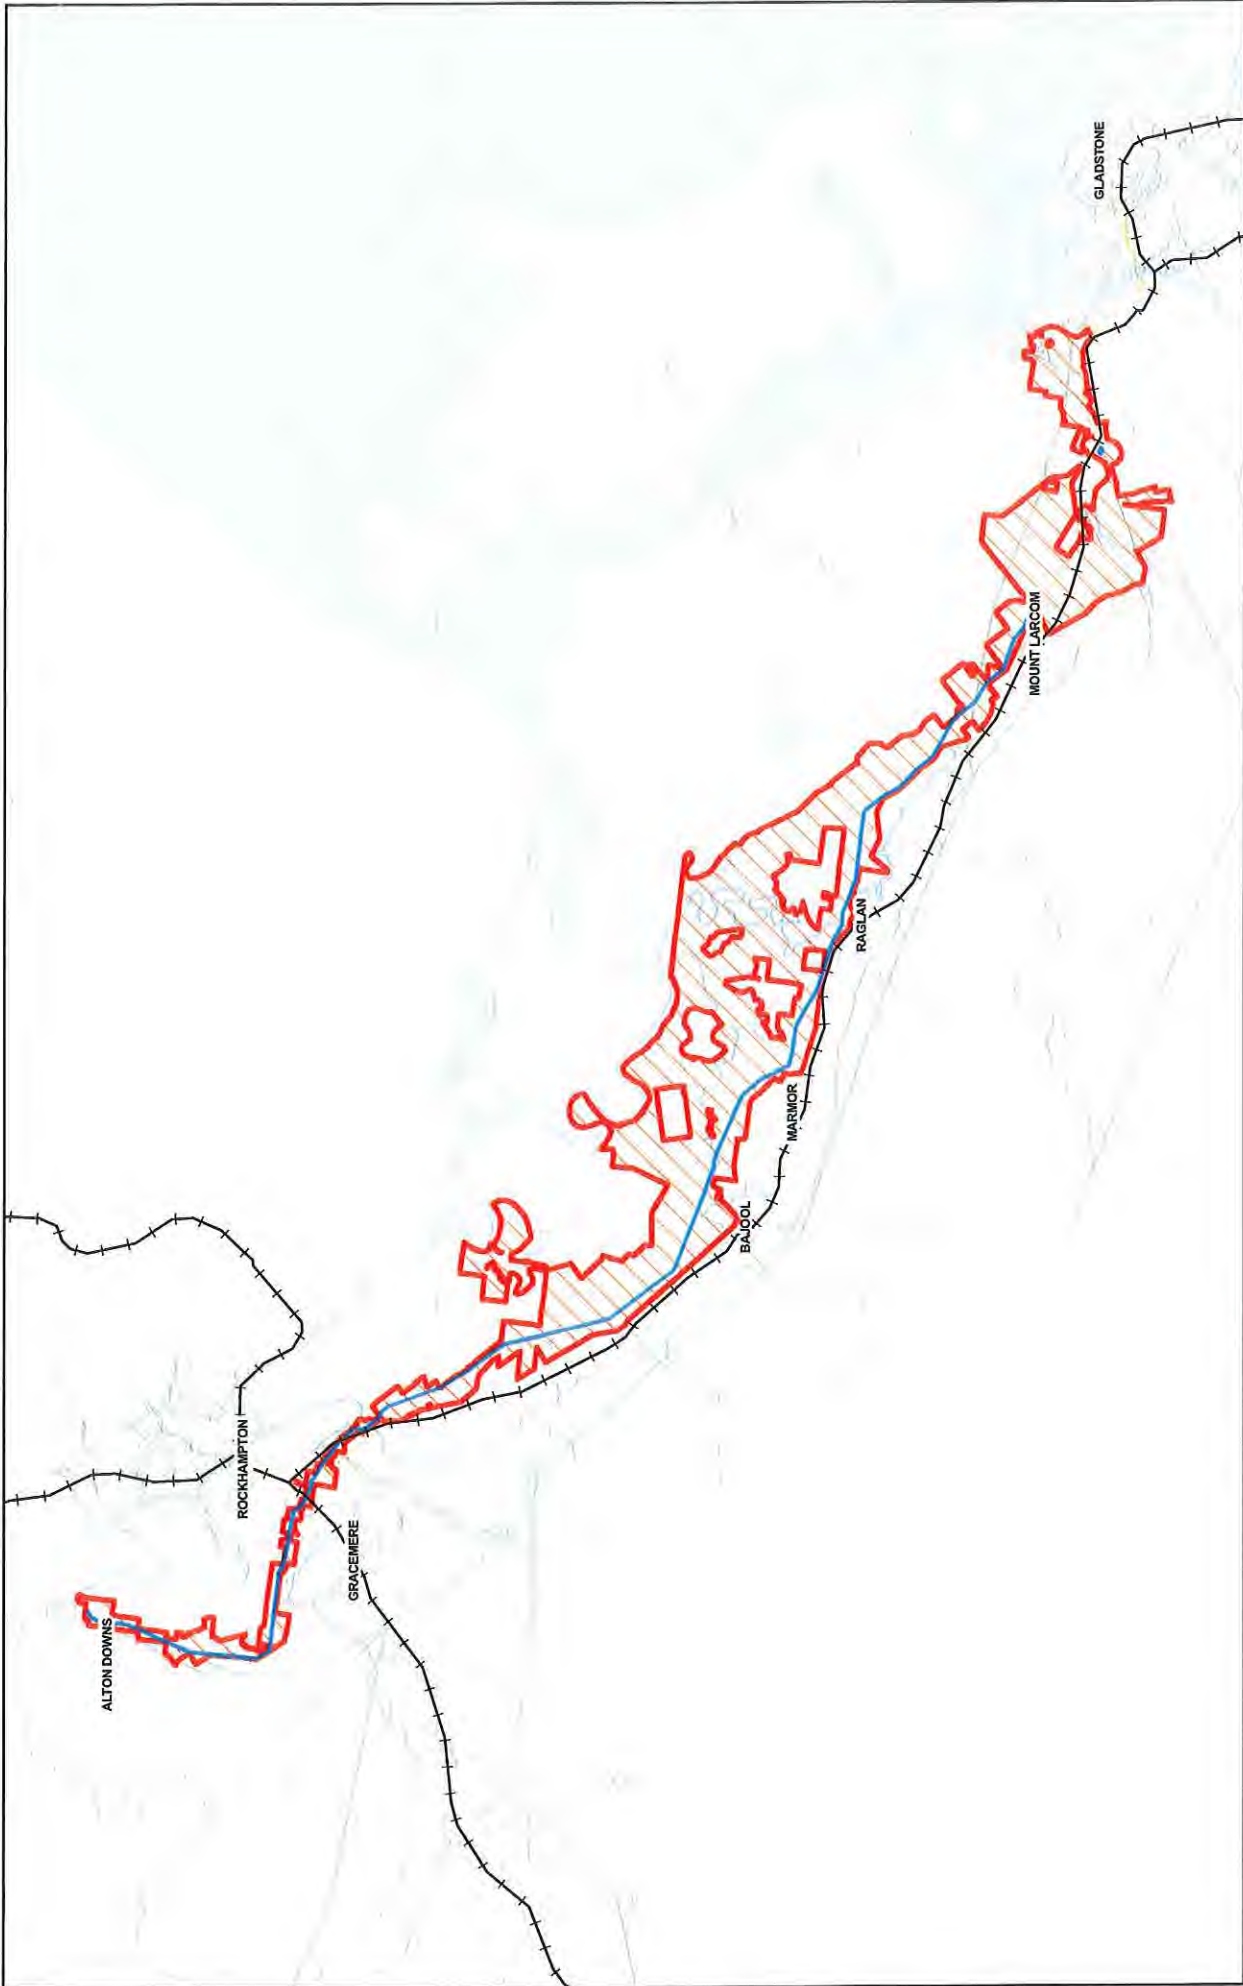 ALTON DOWNS
ROCKHAMPTON
GRACEMERE
BAJOOL
MARMOR
RAGLAN
MOUNT LARCOM
GLADSTONE